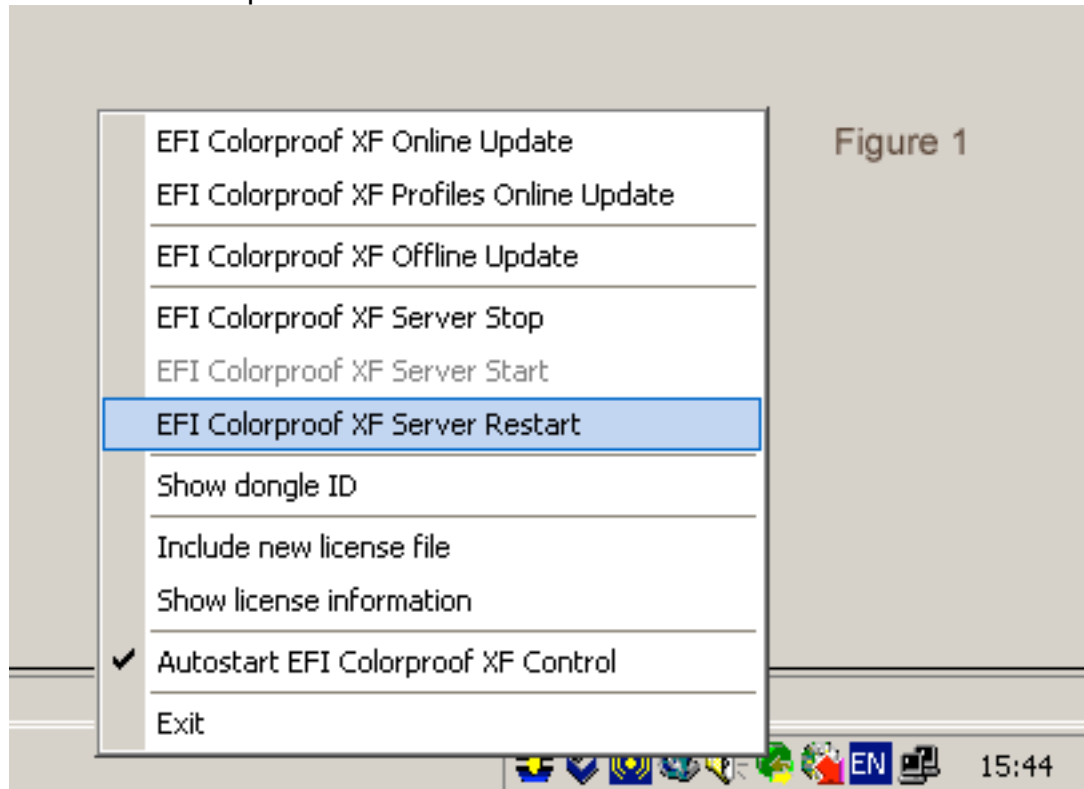 EFI Colorproof XF Online Update
Figure 1
EFI Colorproof XF Profiles Online Update
EFI Colorproof XF Offline Update
EFI Colorproof XF Server Stop
EFI Colorproof XF Server Start
EFI Colorproof XF Server Restart
Show dongle ID
Include new license file
Show license information
Autostart EFI Colorproof XF Control
Exit
EN 15:44